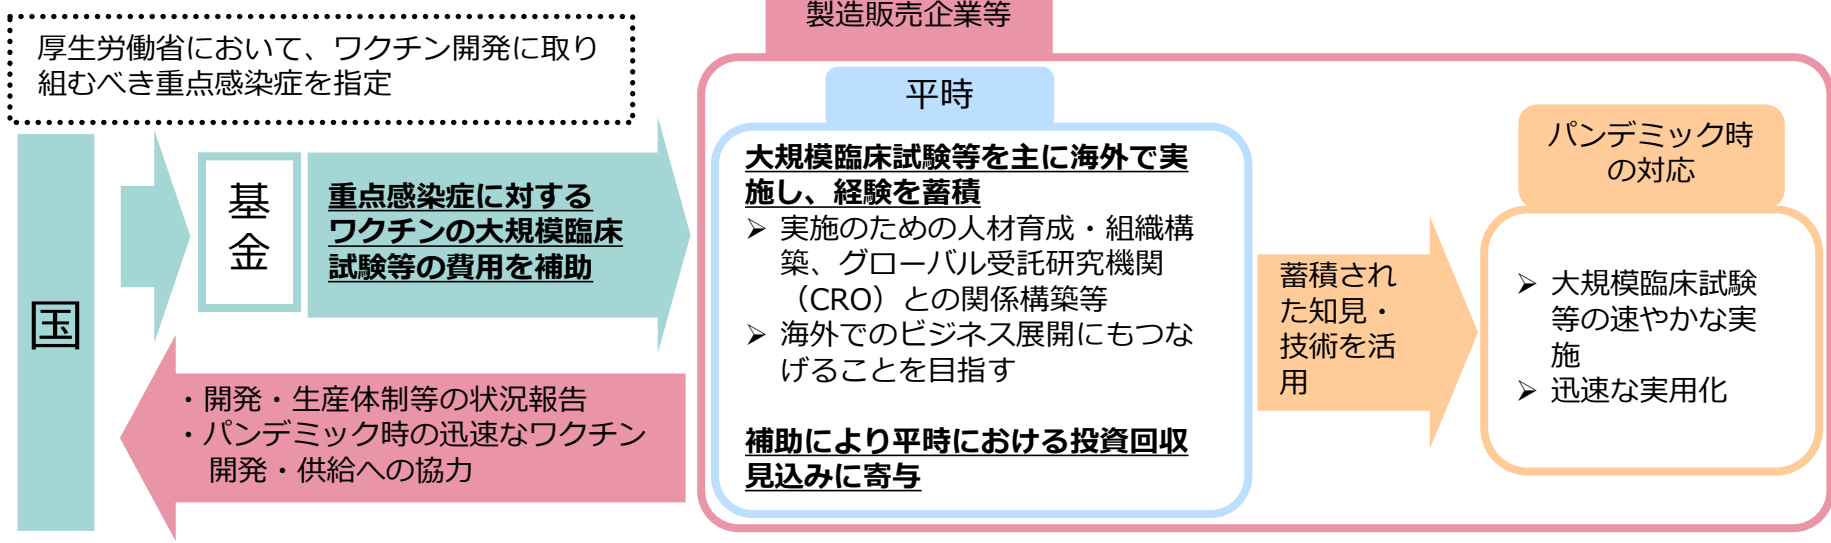 製造販売企業等
厚生労働省において、ワクチン開発に取り
組むべき重点感染症を指定
国
基
金
重点感染症に対する
ワクチンの大規模臨床
試験等の費用を補助
・開発・生産体制等の状況報告
・パンデミック時の迅速なワクチン
開発・供給への協力
平時
大規模臨床試験等を主に海外で実
施し、経験を蓄積
➢ 実施のための人材育成・組織構
築、グローバル受託研究機関
（CRO）との関係構築等
➢ 海外でのビジネス展開にもつな
げることを目指す
補助により平時における投資回収
見込みに寄与
蓄積され
た知見・
技術を活
用
パンデミック時
の対応
➢ 大規模臨床試験
等の速やかな実
施
➢ 迅速な実用化